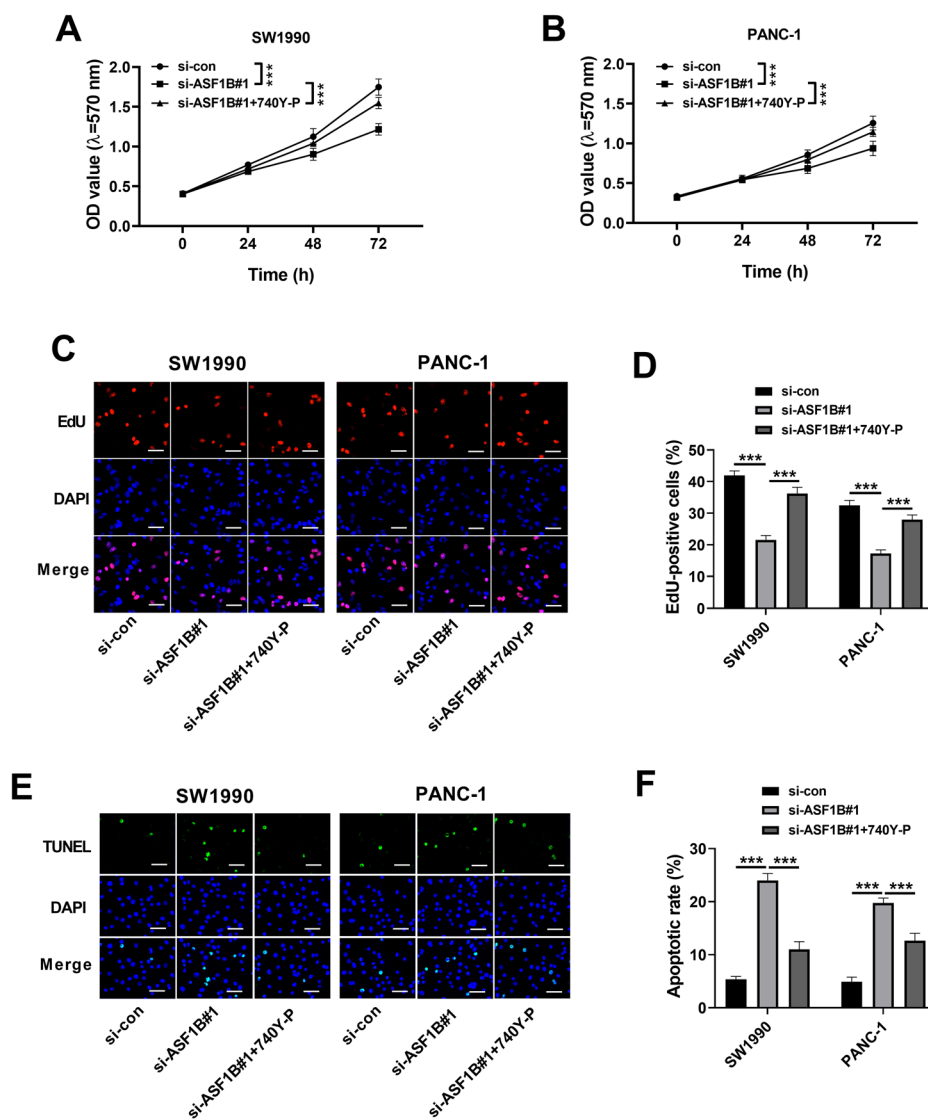 A
SW1990
si-con
si-ASF1B#1
si-ASF1B#1+740Y-P
***
***
OD value (λ=570 nm)
2.0
1.5
1.0
0.5
0.0
0 24 48 72
Time (h)
B
PANC-1
si-con
si-ASF1B#1
si-ASF1B#1+740Y-P
***
***
OD value (λ=570 nm)
2.0
1.5
1.0
0.5
0.0
0 24 48 72
Time (h)
C
SW1990 PANC-1
EdU
DAPI
Merge
si-con
si-ASF1B#1
si-ASF1B#1+740Y-P
si-con
si-ASF1B#1
si-ASF1B#1+740Y-P
D
si-con
si-ASF1B#1
si-ASF1B#1+740Y-P
EdU-positive cells (%)
50
40
30
20
10
0
*** ***
*** ***
SW1990
PANC-1
E
SW1990 PANC-1
TUNEL
DAPI
Merge
si-con
si-ASF1B#1
si-ASF1B#1+740Y-P
si-con
si-ASF1B#1
si-ASF1B#1+740Y-P
F
si-con
si-ASF1B#1
si-ASF1B#1+740Y-P
Apoptotic rate (%)
30
20
10
0
*** ***
*** ***
SW1990
PANC-1